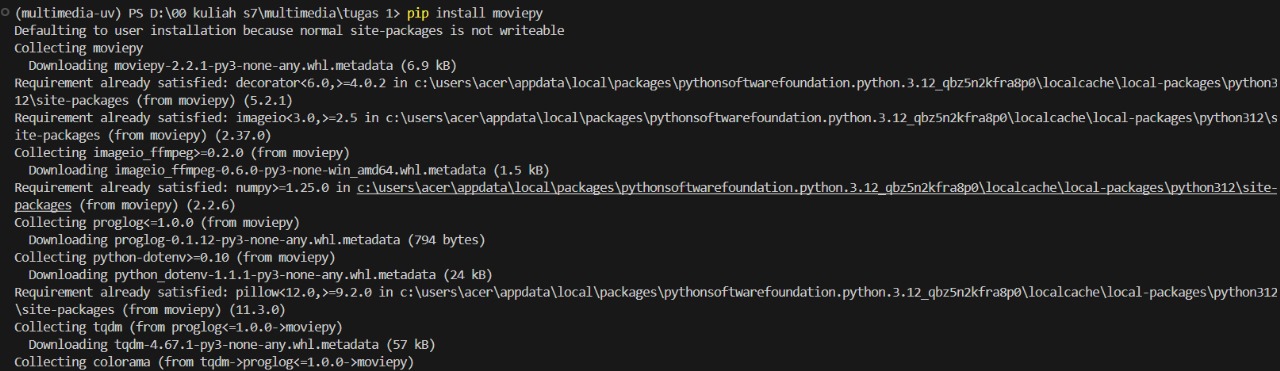 (multimedia-uv) PS D:\00 kuliah s7\multimedia\tugas 1> pip install moviepy
Defaulting to user installation because normal site-packages is not writeable
Collecting moviepy
  Downloading moviepy-2.2.1-py3-none-any.whl.metadata (6.9 kB)
Requirement already satisfied: decorator<6.0,>=4.0.2 in c:\users\acer\appdata\local\packages\pythonsoftwarefoundation.python.3.12_qbz5n2kfra8p0\localcache\local-packages\python3
12\site-packages (from moviepy) (5.2.1)
Requirement already satisfied: imageio<3.0,>=2.5 in c:\users\acer\appdata\local\packages\pythonsoftwarefoundation.python.3.12_qbz5n2kfra8p0\localcache\local-packages\python312\s
ite-packages (from moviepy) (2.37.0)
Collecting imageio_ffmpeg>=0.2.0 (from moviepy)
  Downloading imageio_ffmpeg-0.6.0-py3-none-win_amd64.whl.metadata (1.5 kB)
Requirement already satisfied: numpy>=1.25.0 in c:\users\acer\appdata\local\packages\pythonsoftwarefoundation.python.3.12_qbz5n2kfra8p0\localcache\local-packages\python312\site-
packages (from moviepy) (2.2.6)
Collecting proglog<=1.0.0 (from moviepy)
  Downloading proglog-0.1.12-py3-none-any.whl.metadata (794 bytes)
Collecting python-dotenv>=0.10 (from moviepy)
  Downloading python_dotenv-1.1.1-py3-none-any.whl.metadata (24 kB)
Requirement already satisfied: pillow<12.0,>=9.2.0 in c:\users\acer\appdata\local\packages\pythonsoftwarefoundation.python.3.12_qbz5n2kfra8p0\localcache\local-packages\python312
\site-packages (from moviepy) (11.3.0)
Collecting tqdm (from proglog<=1.0.0->moviepy)
  Downloading tqdm-4.67.1-py3-none-any.whl.metadata (57 kB)
Collecting colorama (from tqdm->proglog<=1.0.0->moviepy)